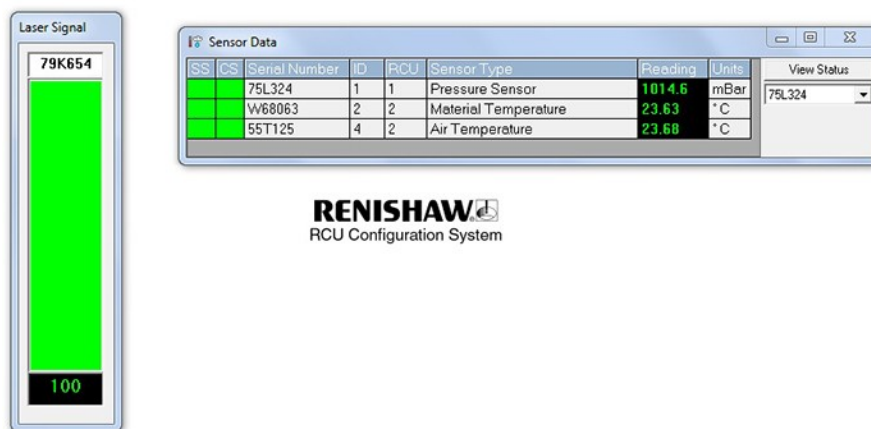 Laser Signal
79K654
100
Sensor Data
SS CS Serial Number ID RCU Sensor Type Reading Units
75L324 1 1 Pressure Sensor 1014.6 mBar
W68063 2 2 Material Temperature 23.63 °C
55T125 4 2 Air Temperature 23.68 °C
View Status
75L324
RENISHAW
RCU Configuration System